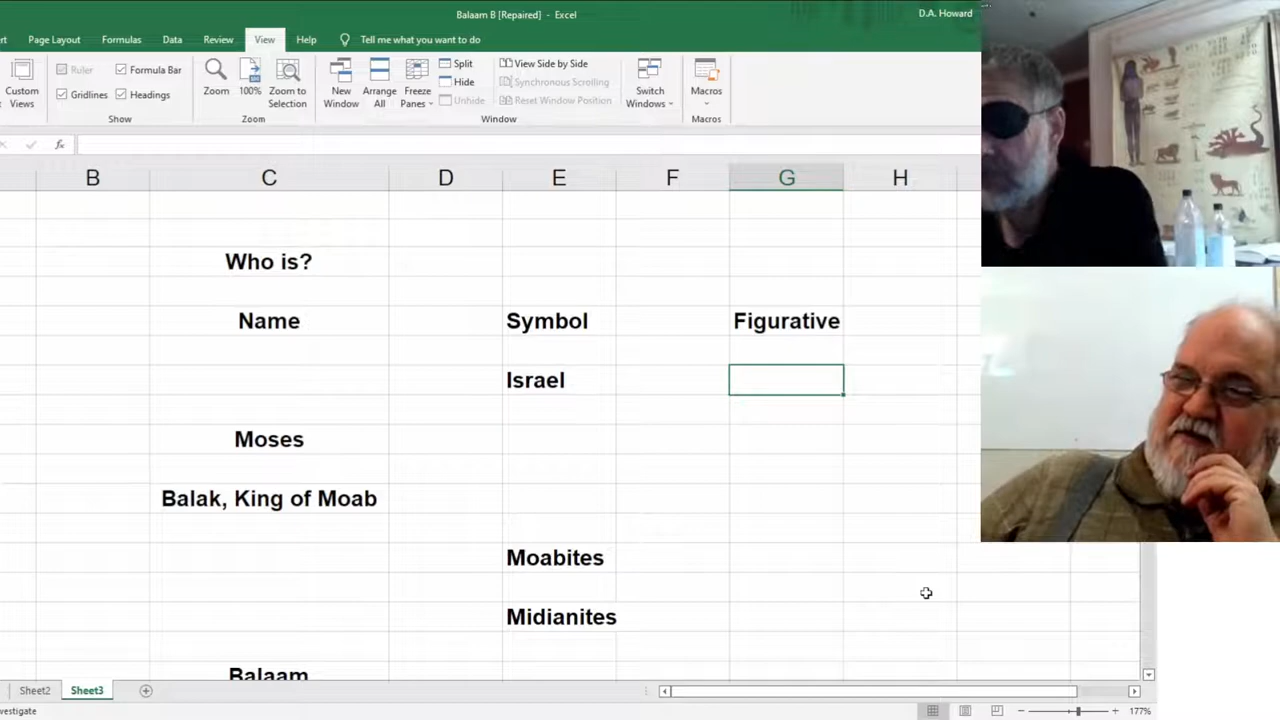 Balaam B [Repaired] - Excel
D.A. Howard
rt Page Layout Formulas Data Review View Help Tell me what you want to do
Custom Views
Ruler
Formula Bar
Gridlines
Headings
Show
Zoom
100%
Zoom to Selection
Zoom
New Window
Arrange All
Freeze Panes
Split
Hide
Unhide
View Side by Side
Synchronous Scrolling
Reset Window Position
Window
Switch Windows
Macros
Macros
fx
B C D E F G H
Who is?
Name Symbol Figurative
Israel
Moses
Balak, King of Moab
Moabites
Midianites
Balaam
Sheet2 Sheet3
vestigate
177%